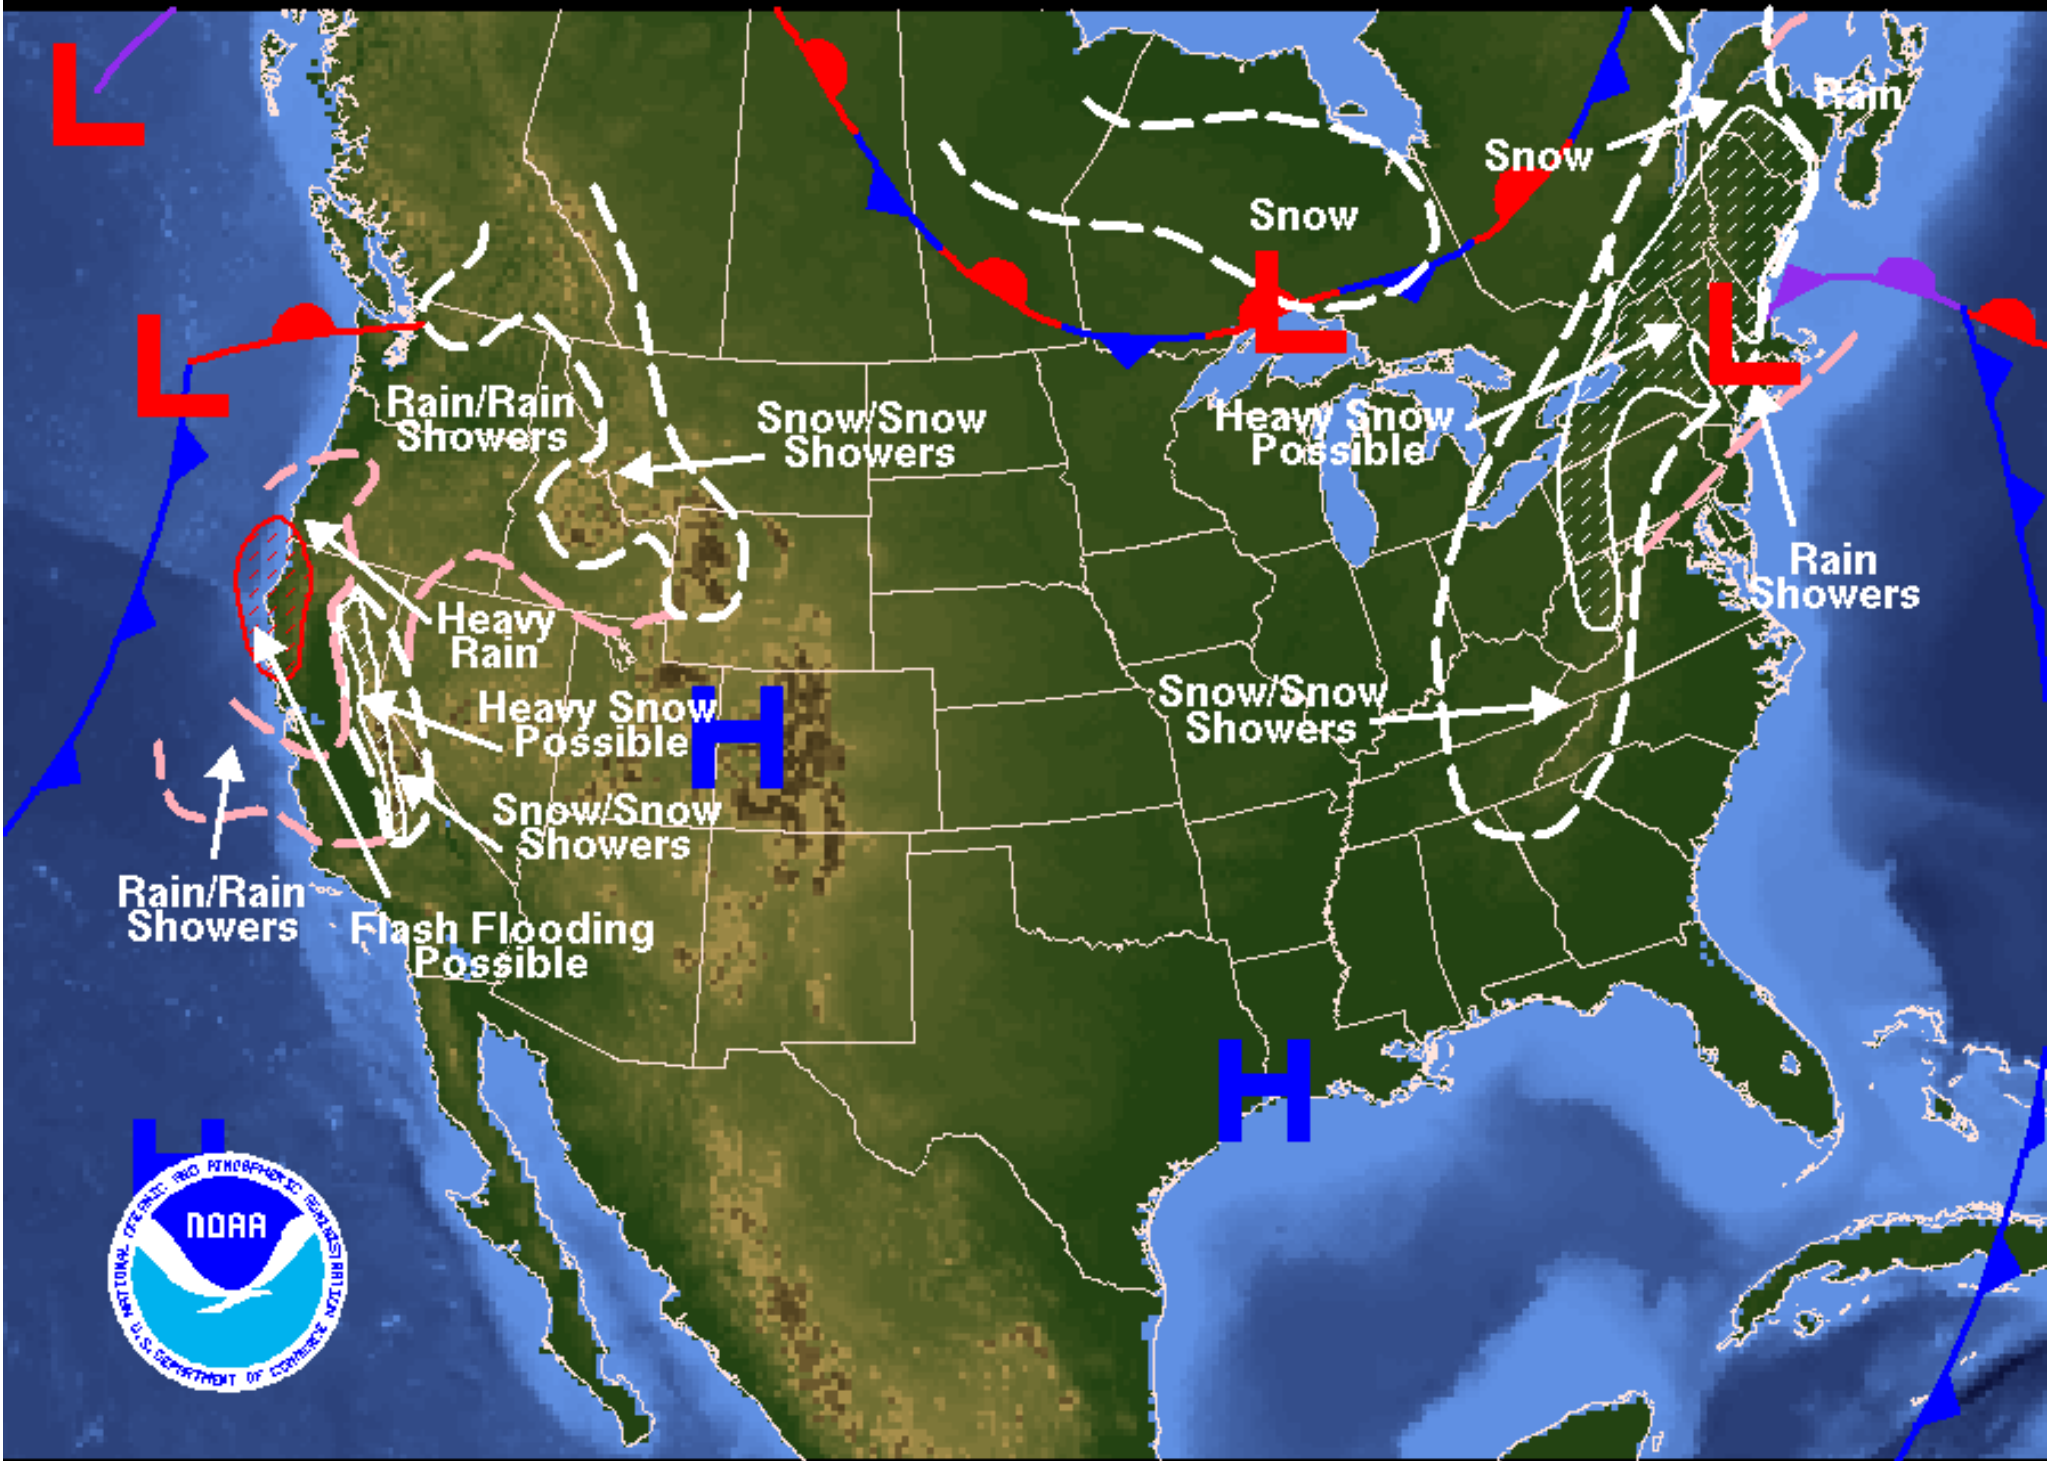 L
Rain
Snow
Snow
L
L
L
Rain/Rain
Showers
Snow/Snow
Showers
Heavy Snow
Possible
Heavy
Rain
Rain
Showers
Heavy Snow
Possible
H
Snow/Snow
Showers
Snow/Snow
Showers
Rain/Rain
Showers
Flash Flooding
Possible
H
H
NATIONAL OCEANIC AND ATMOSPHERIC ADMINISTRATION
NOAA
U.S. DEPARTMENT OF COMMERCE